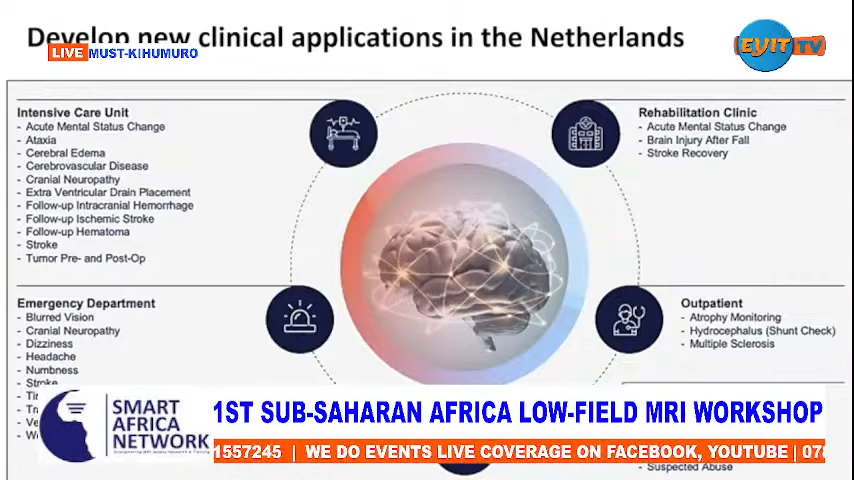 Develop new clinical applications in the Netherlands
LIVE MUST-KIHUMURO
EVIT TV
Intensive Care Unit
- Acute Mental Status Change
- Ataxia
- Cerebral Edema
- Cerebrovascular Disease
- Cranial Neuropathy
- Extra Ventricular Drain Placement
- Follow-up Intracranial Hemorrhage
- Follow-up Ischemic Stroke
- Follow-up Hematoma
- Stroke
- Tumor Pre- and Post-Op
Rehabilitation Clinic
- Acute Mental Status Change
- Brain Injury After Fall
- Stroke Recovery
Emergency Department
- Blurred Vision
- Cranial Neuropathy
- Dizziness
- Headache
- Numbness
- Stroke
Outpatient
- Atrophy Monitoring
- Hydrocephalus (Shunt Check)
- Multiple Sclerosis
- Suspected Abuse
SMART
AFRICA
NETWORK
1ST SUB-SAHARAN AFRICA LOW-FIELD MRI WORKSHOP
1557245 | WE DO EVENTS LIVE COVERAGE ON FACEBOOK, YOUTUBE | 07